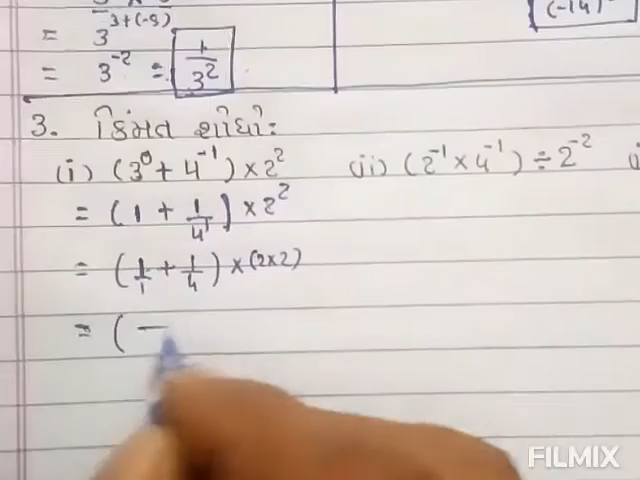 = 3^3+(-5)
= 3^-2 = 1/3^2
(-14)
3. કિંમત શોધો:
(i) (3^0 + 4^-1) × 2^2
(ii) (2^-1 × 4^-1) ÷ 2^-2
= (1 + 1/4^1) × 2^2
= (1/1 + 1/4) × (2×2)
= ( —
FILMIX